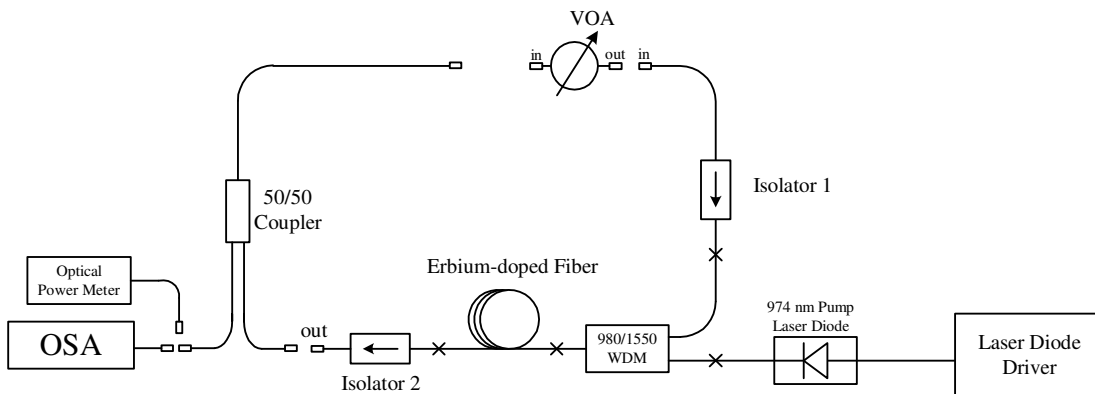 VOA
in
out
in
Isolator 1
50/50
Coupler
Erbium-doped Fiber
Optical
Power Meter
974 nm Pump
Laser Diode
OSA
out
980/1550
WDM
Laser Diode
Driver
Isolator 2